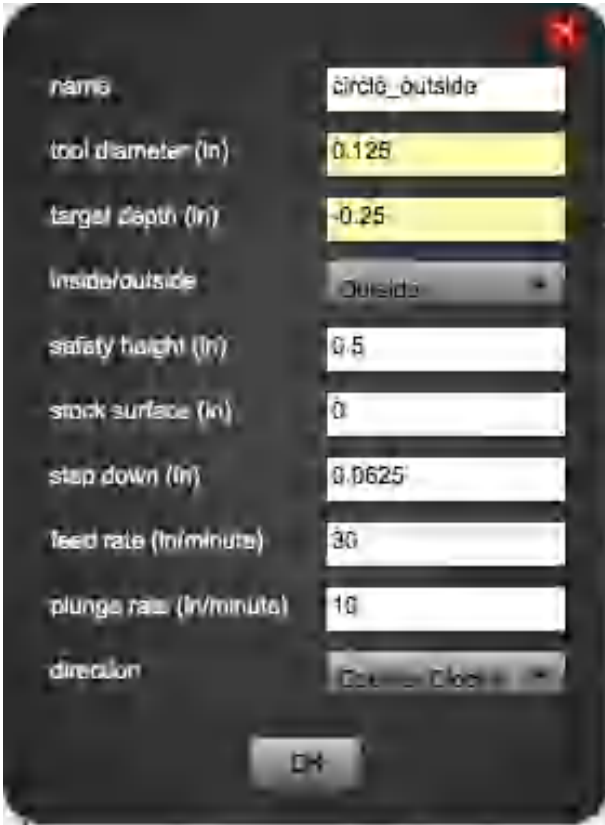 name circle_outside
tool diameter (in) 0.125
target depth (in) -0.25
inside/outside Outside
safety height (in) 0.5
stock surface (in) 0
step down (in) 0.0625
feed rate (in/minute) 30
plunge rate (in/minute) 10
direction Counter Clockw
OK